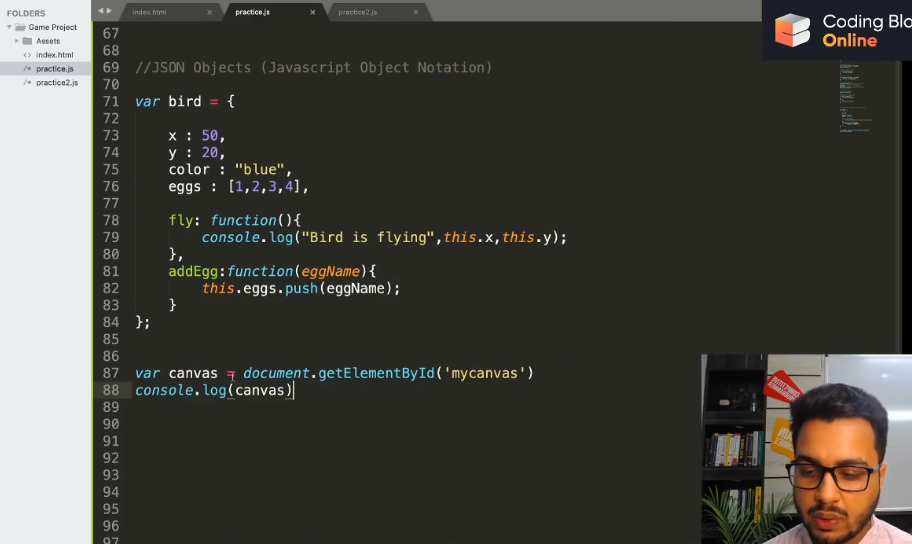 FOLDERS
Game Project
Assets
index.html
practice.js
practice2.js
index.html
practice.js
practice2.js
Coding Blo
Online
67
68
69 //JSON Objects (Javascript Object Notation)
70
71 var bird = {
72
73 x : 50,
74 y : 20,
75 color : "blue",
76 eggs : [1,2,3,4],
77
78 fly: function(){
79 console.log("Bird is flying",this.x,this.y);
80 },
81 addEgg:function(eggName){
82 this.eggs.push(eggName);
83 }
84 };
85
86
87 var canvas = document.getElementById('mycanvas')
88 console.log(canvas)
89
90
91
92
93
94
95
96
97